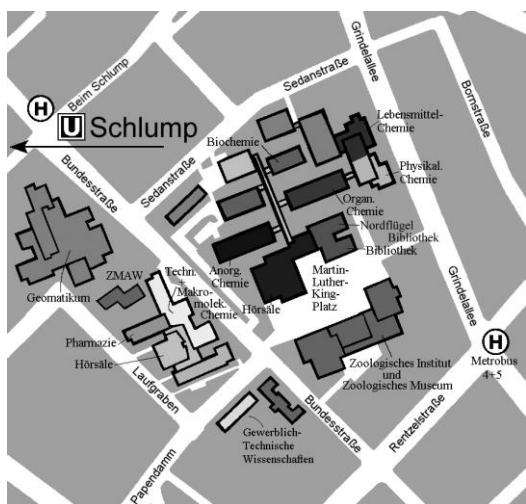 Grindelallee
Sedanstraße
Beim Schlump
Bornstraße
H
U Schlump
Lebensmittel-
Chemie
Biochemie
Bundesstraße
Sedanstraße
Physikal.
Chemie
Organ.
Chemie
Nordflügel
Bibliothek
Bibliothek
Techn.
+
Makro-
molek.
Chemie
Anorg.
Chemie
Martin-
Luther-
King-
Platz
Hörsäle
Grindelallee
ZMAW
Geomatikum
Pharmazie
Hörsäle
H
Metrobus
4+5
Zoologisches Institut
und
Zoologisches Museum
Laufgraben
Bundesstraße
Rentzelstraße
Gewerblich-
Technische
Wissenschaften
Papendamm